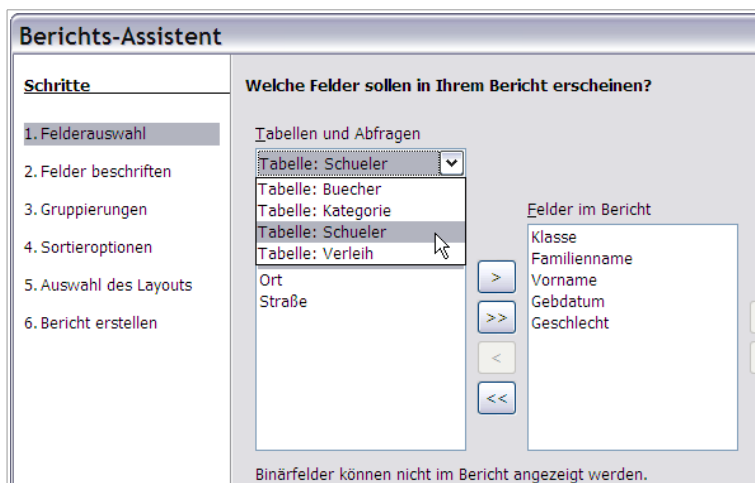 Berichts-Assistent
Schritte
1. Felderauswahl
2. Felder beschriften
3. Gruppierungen
4. Sortieroptionen
5. Auswahl des Layouts
6. Bericht erstellen
Welche Felder sollen in Ihrem Bericht erscheinen?
Tabellen und Abfragen
Tabelle: Schueler
Tabelle: Buecher
Tabelle: Kategorie
Tabelle: Schueler
Tabelle: Verleih
Ort
Straße
>
>>
<
<<
Felder im Bericht
Klasse
Familienname
Vorname
Gebdatum
Geschlecht
Binärfelder können nicht im Bericht angezeigt werden.